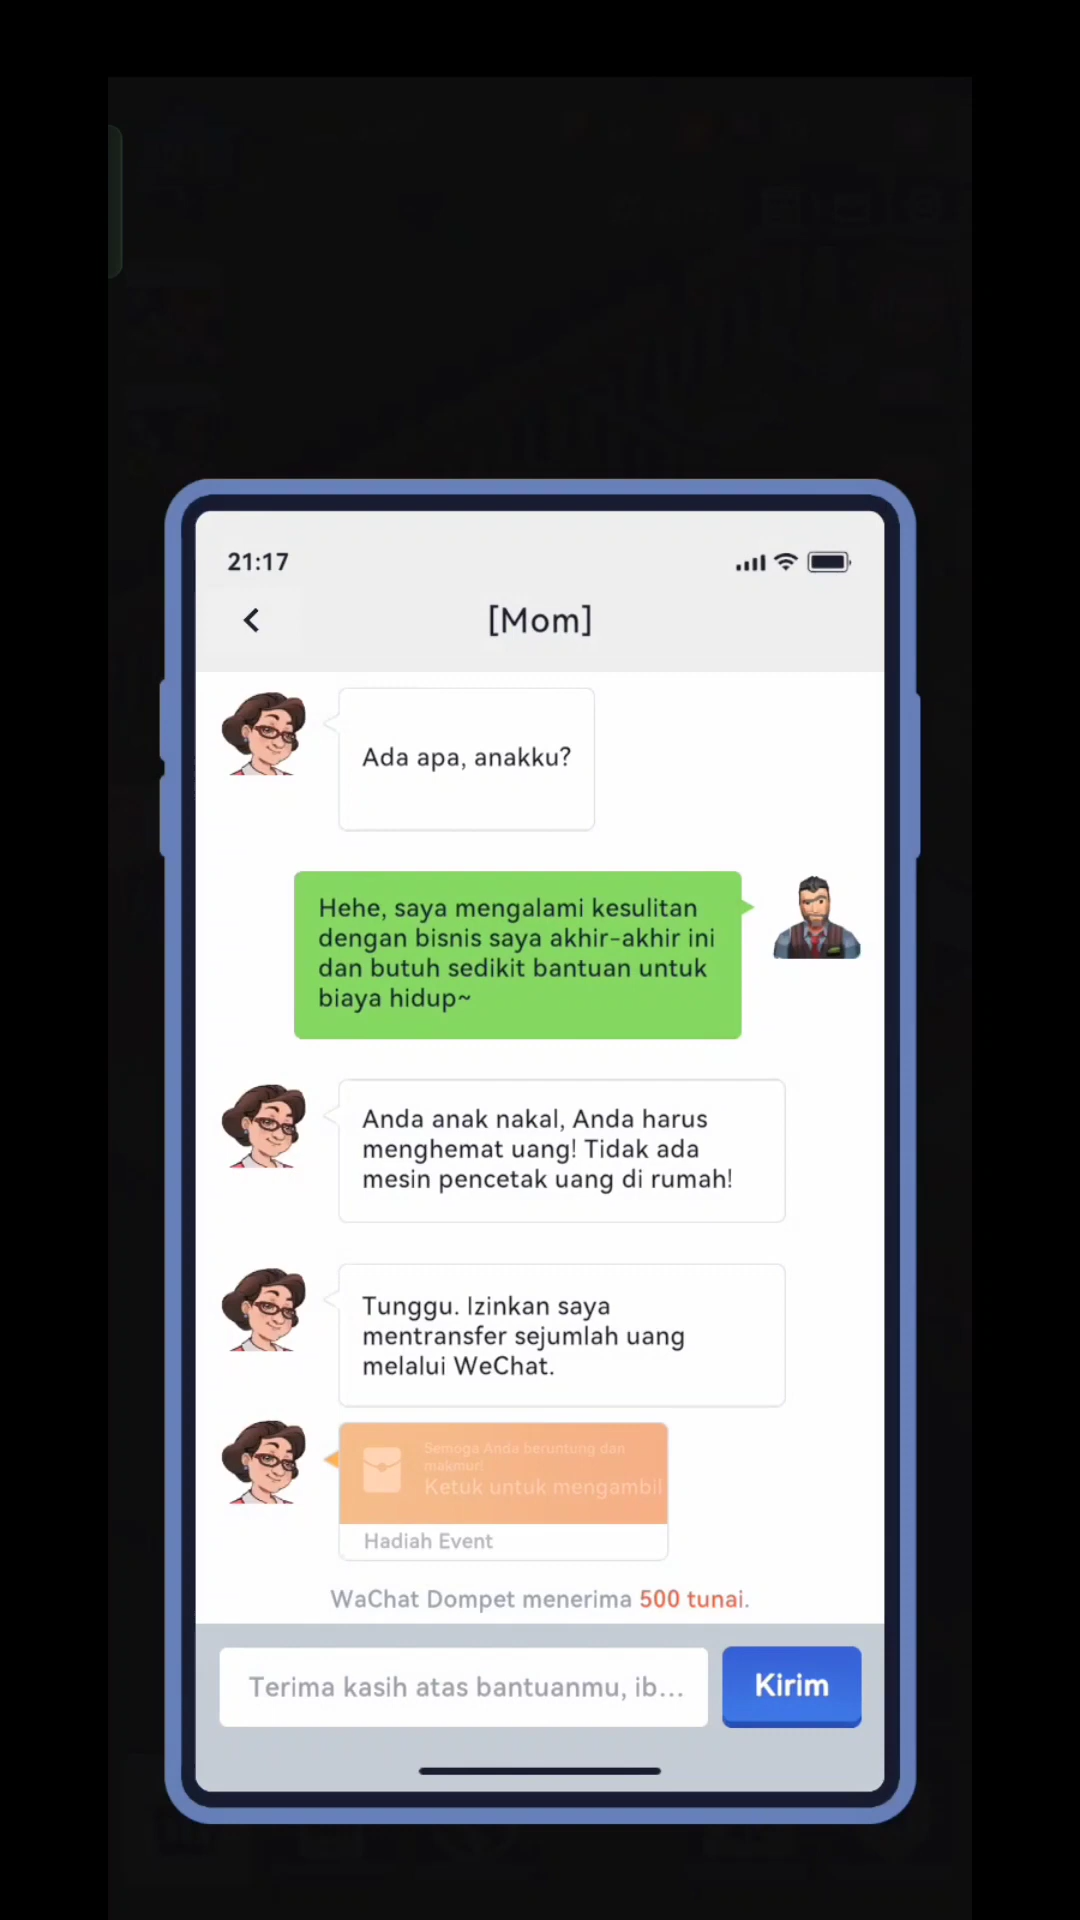 21:17
[Mom]
Ada apa, anakku?
Hehe, saya mengalami kesulitan
dengan bisnis saya akhir-akhir ini
dan butuh sedikit bantuan untuk
biaya hidup~
Anda anak nakal, Anda harus
menghemat uang! Tidak ada
mesin pencetak uang di rumah!
Tunggu. Izinkan saya
mentransfer sejumlah uang
melalui WeChat.
Semoga Anda beruntung dan
makmur!
Ketuk untuk mengambil
Hadiah Event
WaChat Dompet menerima 500 tunai.
Terima kasih atas bantuanmu, ib...
Kirim